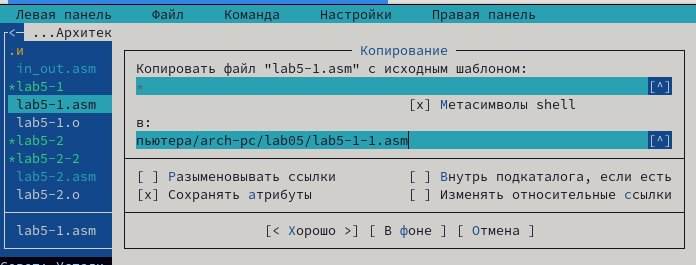 Левая панель Файл Команда Настройки Правая панель
...Архитек
.и
in_out.asm
*lab5-1
lab5-1.asm
lab5-1.o
*lab5-2
*lab5-2-2
lab5-2.asm
lab5-2.o
lab5-1.asm
Копирование
Копировать файл "lab5-1.asm" с исходным шаблоном:
* [^]
[x] Метасимволы shell
в:
пьютера/arch-pc/lab05/lab5-1-1.asm [^]
[ ] Разыменовывать ссылки [ ] Внутрь подкаталога, если есть
[x] Сохранять атрибуты [ ] Изменять относительные ссылки
[< Хорошо >] [ В фоне ] [ Отмена ]